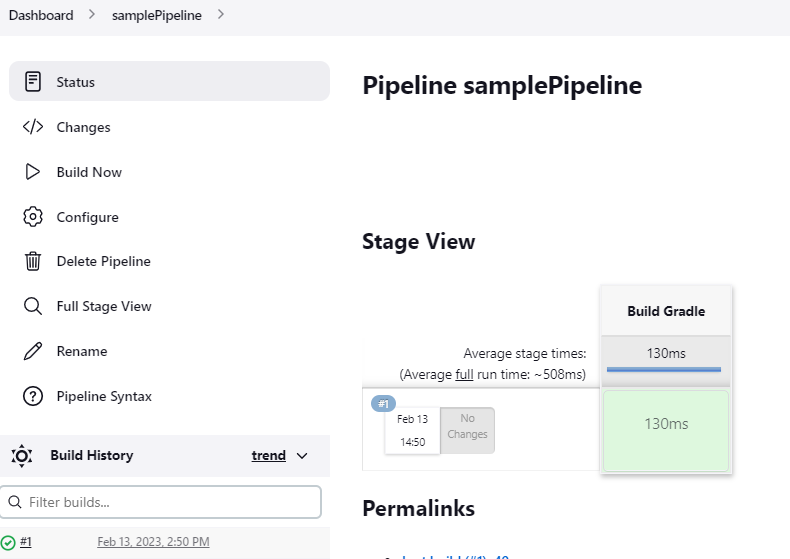 Dashboard
samplePipeline
Status
Changes
Build Now
Configure
Delete Pipeline
Full Stage View
Rename
Pipeline Syntax
Build History
trend
Filter builds...
#1
Feb 13, 2023, 2:50 PM
Pipeline samplePipeline
Stage View
Build Gradle
Average stage times:
130ms
(Average full run time: ~508ms)
#1
Feb 13
14:50
No
Changes
130ms
Permalinks